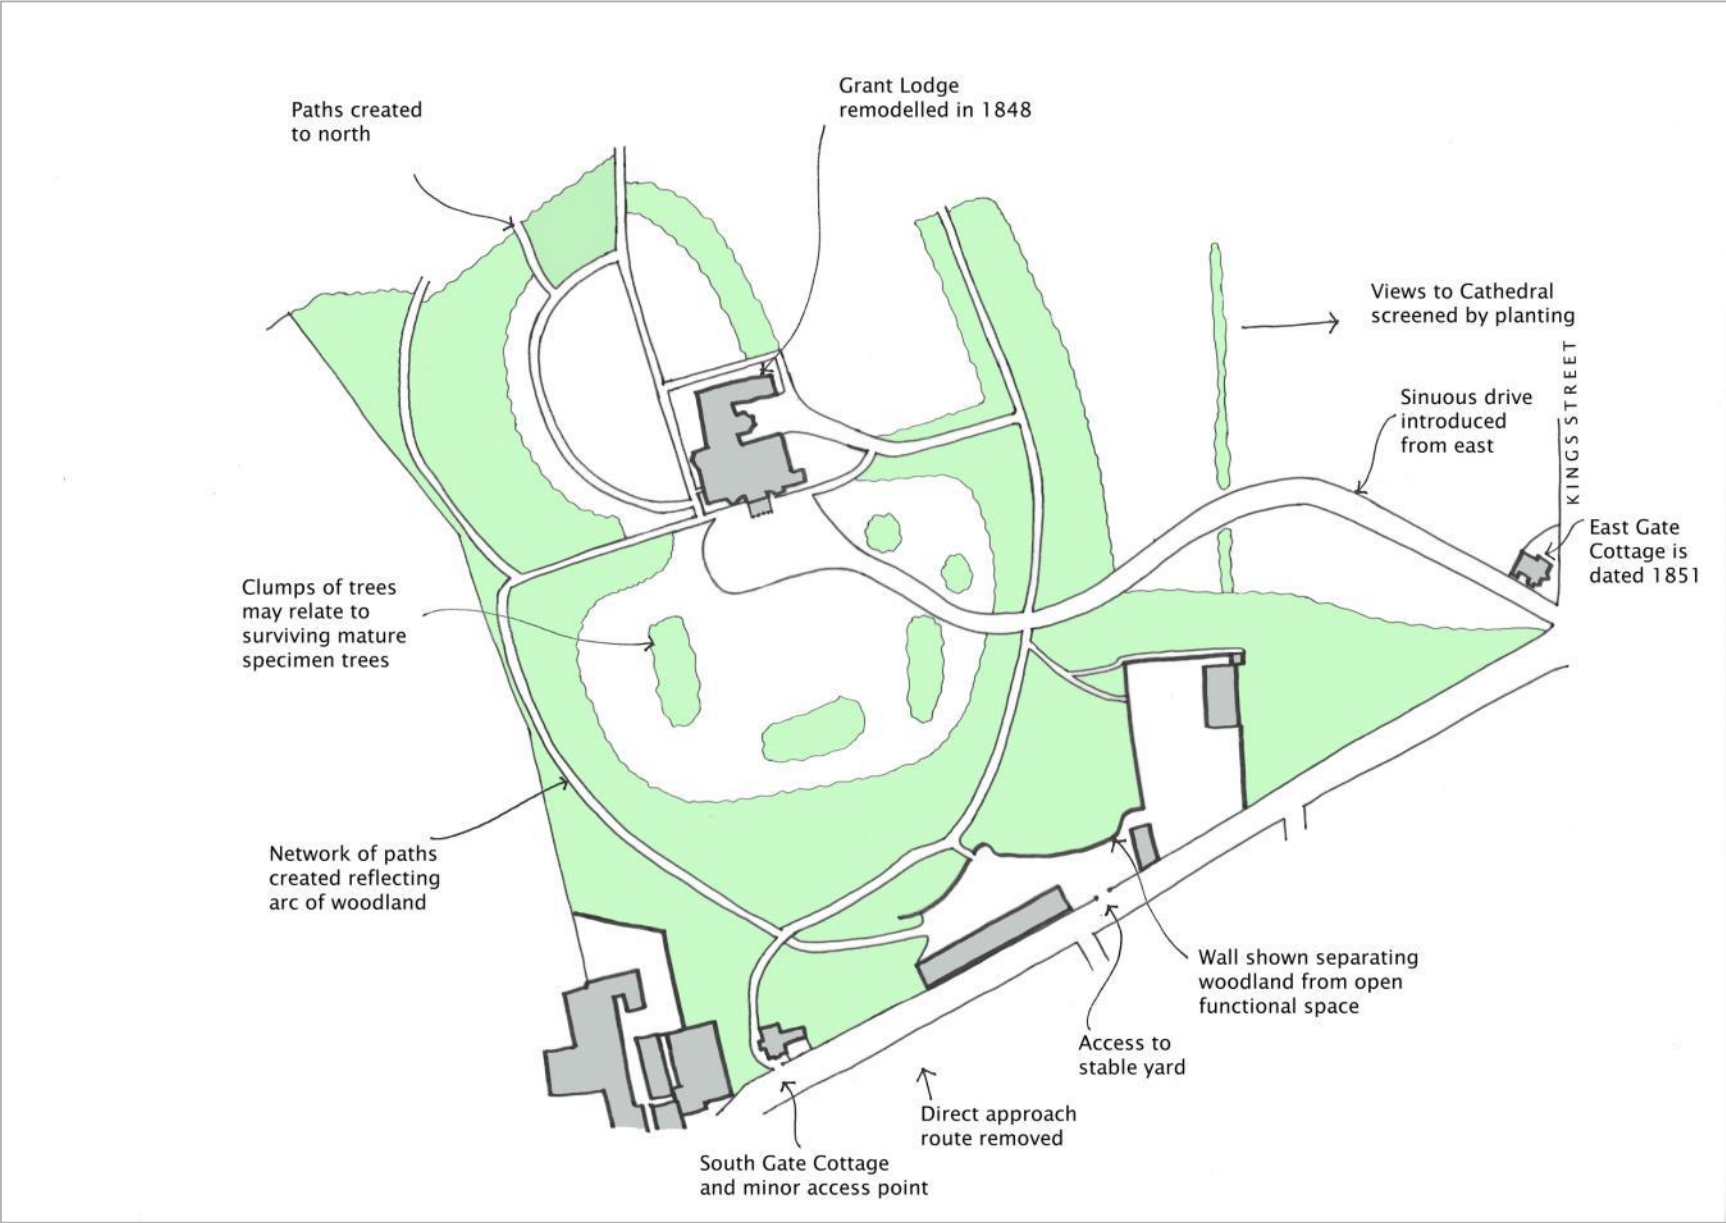 Grant Lodge
remodelled in 1848
Paths created
to north
Views to Cathedral
screened by planting
KINGS STREET
Sinuous drive
introduced
from east
East Gate
Cottage is
dated 1851
Clumps of trees
may relate to
surviving mature
specimen trees
Network of paths
created reflecting
arc of woodland
Wall shown separating
woodland from open
functional space
Access to
stable yard
Direct approach
route removed
South Gate Cottage
and minor access point